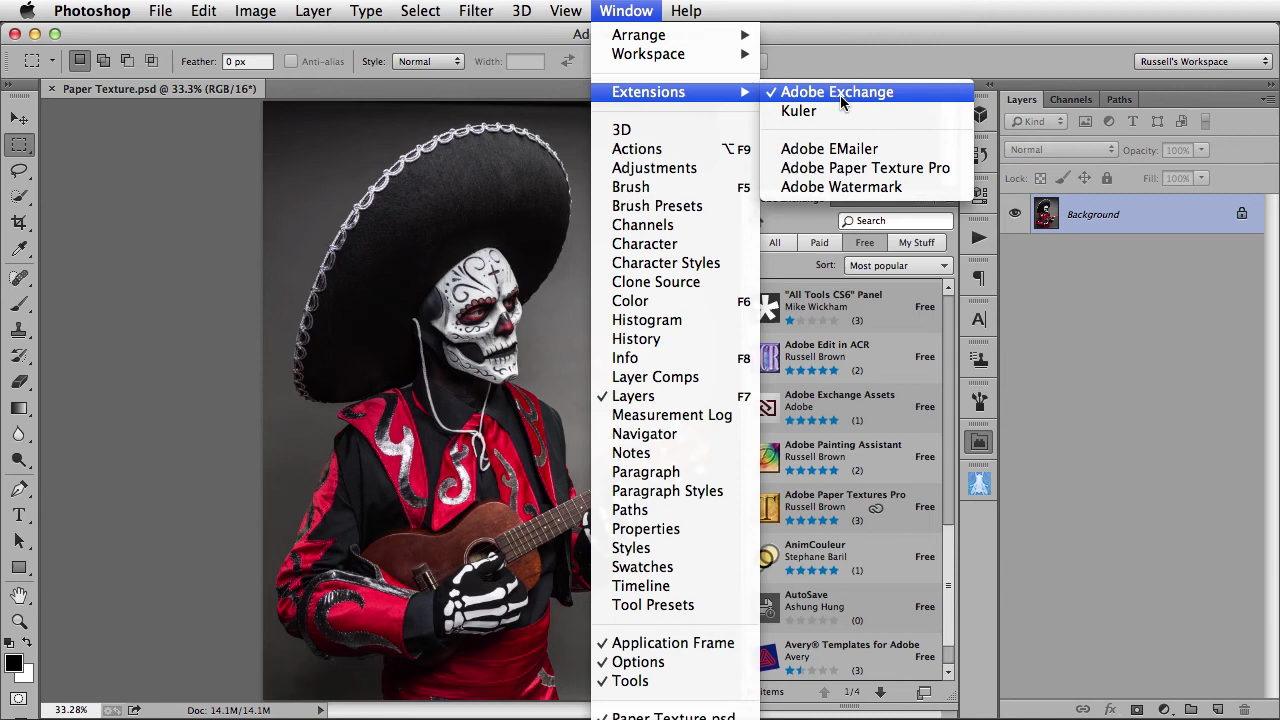 Photoshop File Edit Image Layer Type Select Filter 3D View Window Help
Feather: 0 px Anti-alias Style: Normal Width: Russell's Workspace
Paper Texture.psd @ 33.3% (RGB/16*)
Arrange
Workspace
Extensions
3D
Actions ⌥F9
Adjustments
Brush F5
Brush Presets
Channels
Character
Character Styles
Clone Source
Color F6
Histogram
History
Info F8
Layer Comps
Layers F7
Measurement Log
Navigator
Notes
Paragraph
Paragraph Styles
Paths
Properties
Styles
Swatches
Timeline
Tool Presets
Application Frame
Options
Tools
Paper Texture.psd
Adobe Exchange
Kuler
Adobe EMailer
Adobe Paper Texture Pro
Adobe Watermark
Search
All Paid Free My Stuff
Sort: Most popular
"All Tools CS6" Panel
Mike Wickham Free
(3)
Adobe Edit in ACR
Russell Brown Free
(2)
Adobe Exchange Assets
Adobe Free
(1)
Adobe Painting Assistant
Russell Brown Free
(2)
Adobe Paper Textures Pro
Russell Brown Free
(3)
AnimCouleur
Stephane Baril Free
(1)
AutoSave
Ashung Hung Free
(0)
Avery® Templates for Adobe
Avery Free
(3)
items 1/4
Layers Channels Paths
Kind
Normal Opacity: 100%
Lock: Fill: 100%
Background
33.28% Doc: 14.1M/14.1M